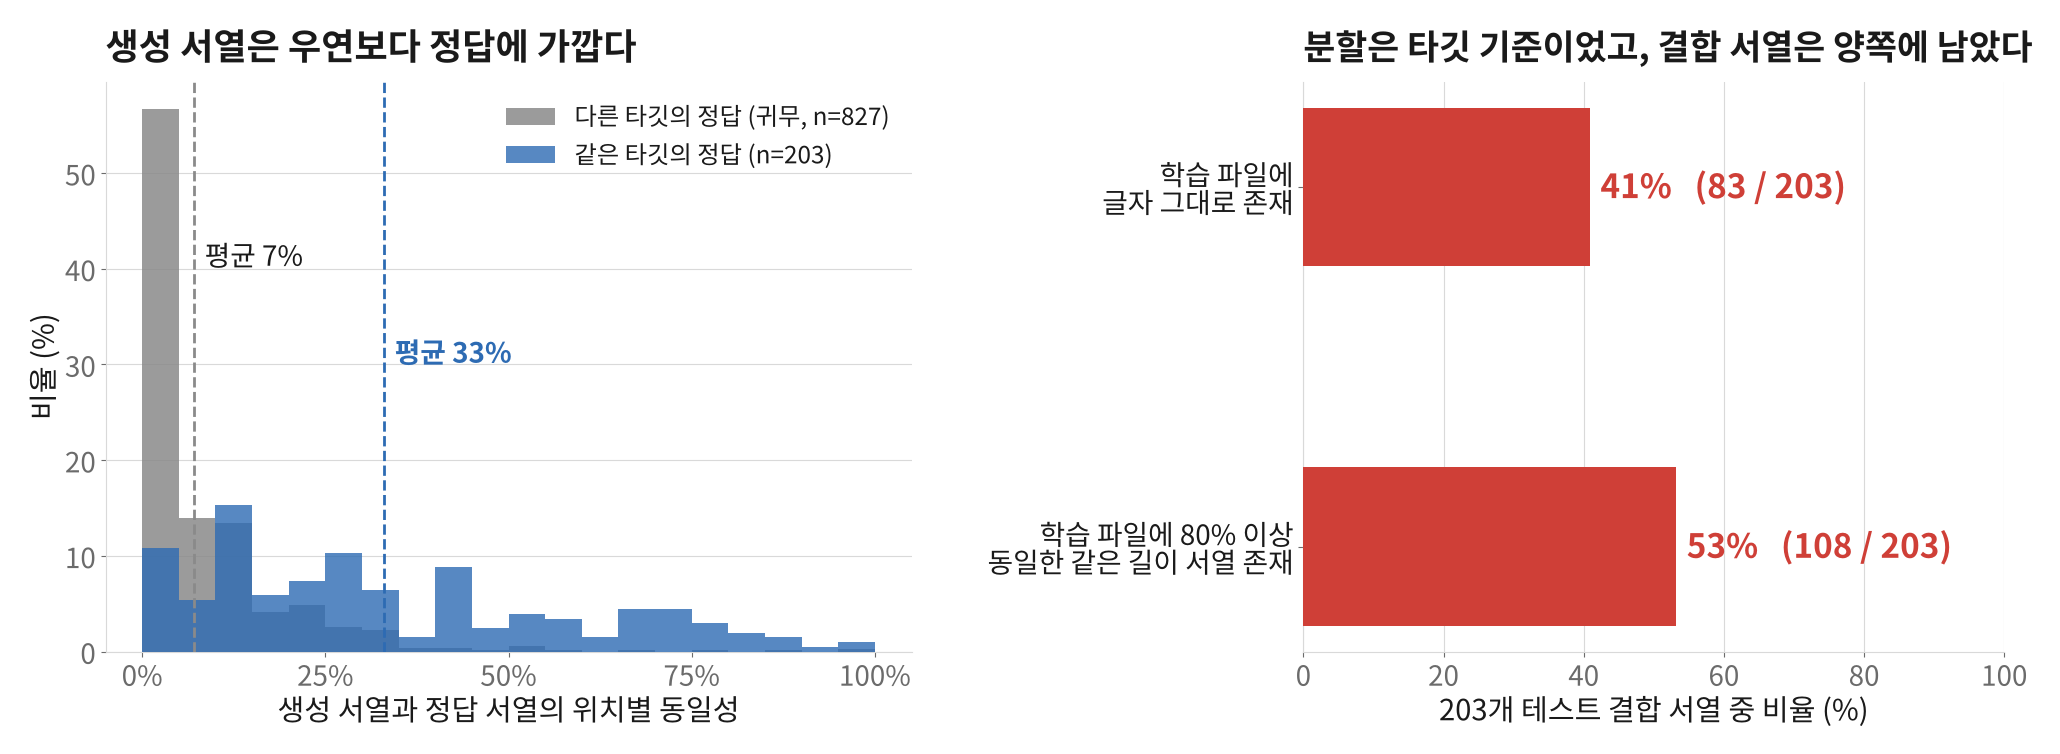 생성 서열은 우연보다 정답에 가깝다
다른 타깃의 정답 (귀무, n=827)
같은 타깃의 정답 (n=203)
평균 7%
평균 33%
비율 (%)
50
40
30
20
10
0
0%
25%
50%
75%
100%
생성 서열과 정답 서열의 위치별 동일성
분할은 타깃 기준이었고, 결합 서열은 양쪽에 남았다
학습 파일에
글자 그대로 존재
41% (83 / 203)
학습 파일에 80% 이상
동일한 같은 길이 서열 존재
53% (108 / 203)
0
20
40
60
80
100
203개 테스트 결합 서열 중 비율 (%)